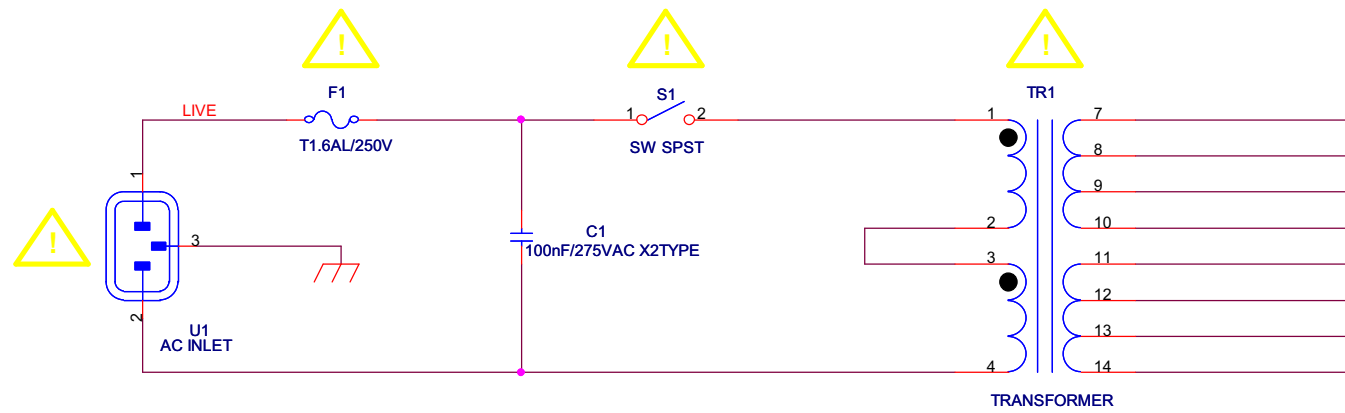 !
!
!
F1
S1
TR1
LIVE
1
2
1
7
T1.6AL/250V
SW SPST
8
1
9
2
10
C1
!
3
100nF/275VAC X2TYPE
3
11
12
2
U1
13
AC INLET
4
14
TRANSFORMER